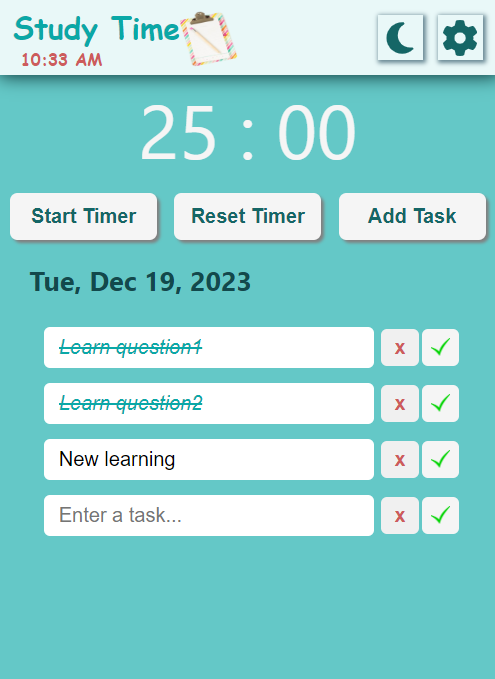 Study Time
10:33 AM
25 : 00
Start Timer Reset Timer Add Task
Tue, Dec 19, 2023
Learn question1 x ✓
Learn question2 x ✓
New learning x ✓
Enter a task... x ✓